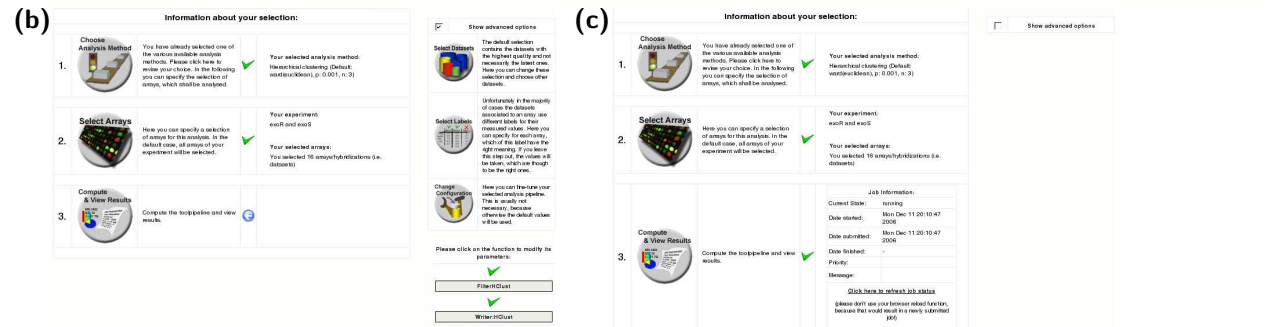 (b)
Information about your selection:
1.
Choose
Analysis Method
You have already selected one of
the various available analysis
methods. Please click here to
revise your choice. In the following
you can specify the selection of
arrays, which shall be analysed.
Your selected analysis method:
Hierarchical clustering (Default:
ward(euclidean), p: 0.001, n: 3)
2.
Select Arrays
Here you can specify a selection
of arrays for this analysis. In the
default case, all arrays of your
experiment will be selected.
Your experiment:
exoR and exoS
Your selected arrays:
You selected 16 arrays/hybridizations (i.e.
datasets)
3.
Compute
& View Results
Compute the toolpipeline and view
results.
Show advanced options
Select Datasets
The default selection
contains the datasets with
the highest quality and not
necessarily the latest ones.
Here you can change these
selection and choose other
datasets.
Select Labels
Unfortunately in the majority
of cases the datasets
associated to an array use
different labels for their
measured values. Here you
can specify for each array,
which of this label have the
right meaning. If you leave
this step out, the values will
be taken, which are though
to be the right ones.
Change
Configuration
Here you can fine-tune your
selected analysis pipeline.
This is usually not
necessary, because
otherwise the default values
will be used.
Please click on the function to modify its
parameters:
FilterHClust
Writer:HClust
(c)
Information about your selection:
1.
Choose
Analysis Method
You have already selected one of
the various available analysis
methods. Please click here to
revise your choice. In the following
you can specify the selection of
arrays, which shall be analysed.
Your selected analysis method:
Hierarchical clustering (Default:
ward(euclidean), p: 0.001, n: 3)
2.
Select Arrays
Here you can specify a selection
of arrays for this analysis. In the
default case, all arrays of your
experiment will be selected.
Your experiment:
exoR and exoS
Your selected arrays:
You selected 16 arrays/hybridizations (i.e.
datasets)
3.
Compute
& View Results
Compute the toolpipeline and view
results.
Job Information:
Current State: running
Date started: Mon Dec 11 20:10:47
2006
Date submitted: Mon Dec 11 20:10:47
2006
Date finished: -
Priority:
Message:
Click here to refresh job status
(please don't use your browser reload function,
because that would result in a newly submitted
job!)
Show advanced options